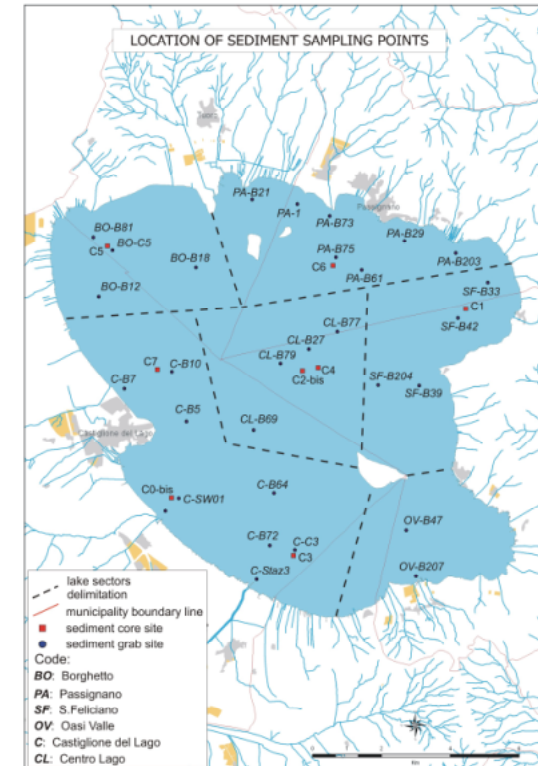 LOCATION OF SEDIMENT SAMPLING POINTS
PA-B21
PA-1
PA-B73
Passignano
BO-B81
BO-C5
C5
PA-B29
PA-B75
C6
PA-B203
BO-B18
PA-B61
BO-B12
SF-B33
C1
SF-B42
CL-B77
CL-B27
CL-B79
C7
C-B10
C2-bis
C4
C-B7
SF-B204
SF-B39
C-B5
CL-B69
Castiglione del Lago
C0-bis
C-SW01
C-B64
OV-B47
C-B72
C-C3
C3
C-Staz3
OV-B207
lake sectors
delimitation
municipality boundary line
sediment core site
sediment grab site
Code:
BO: Borghetto
PA: Passignano
SF: S.Feliciano
OV: Oasi Valle
C: Castiglione del Lago
CL: Centro Lago